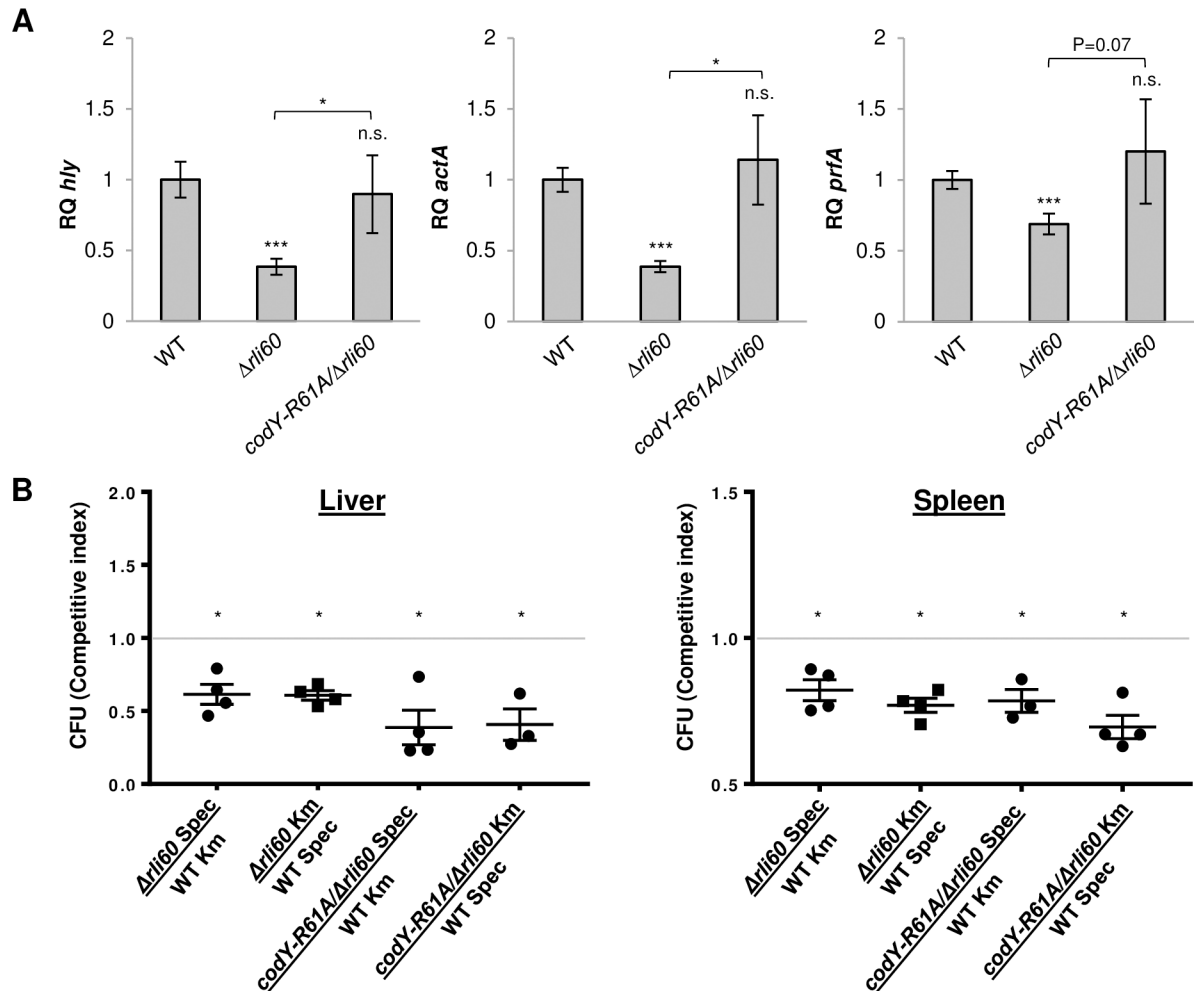 A
RQ hly
2
1.5
1
0.5
0
*
n.s.
***
WT
Δrli60
codY-R61A/Δrli60
RQ actA
2
1.5
1
0.5
0
*
n.s.
***
WT
Δrli60
codY-R61A/Δrli60
RQ prfA
2
1.5
1
0.5
0
P=0.07
n.s.
***
WT
Δrli60
codY-R61A/Δrli60
B
Liver
CFU (Competitive index)
2.0
1.5
1.0
0.5
0.0
* * * *
Δrli60 Spec
WT Km
Δrli60 Km
WT Spec
codY-R61A/Δrli60 Spec
WT Km
codY-R61A/Δrli60 Km
WT Spec
Spleen
CFU (Competitive index)
1.5
1.0
0.5
* * * *
Δrli60 Spec
WT Km
Δrli60 Km
WT Spec
codY-R61A/Δrli60 Spec
WT Km
codY-R61A/Δrli60 Km
WT Spec